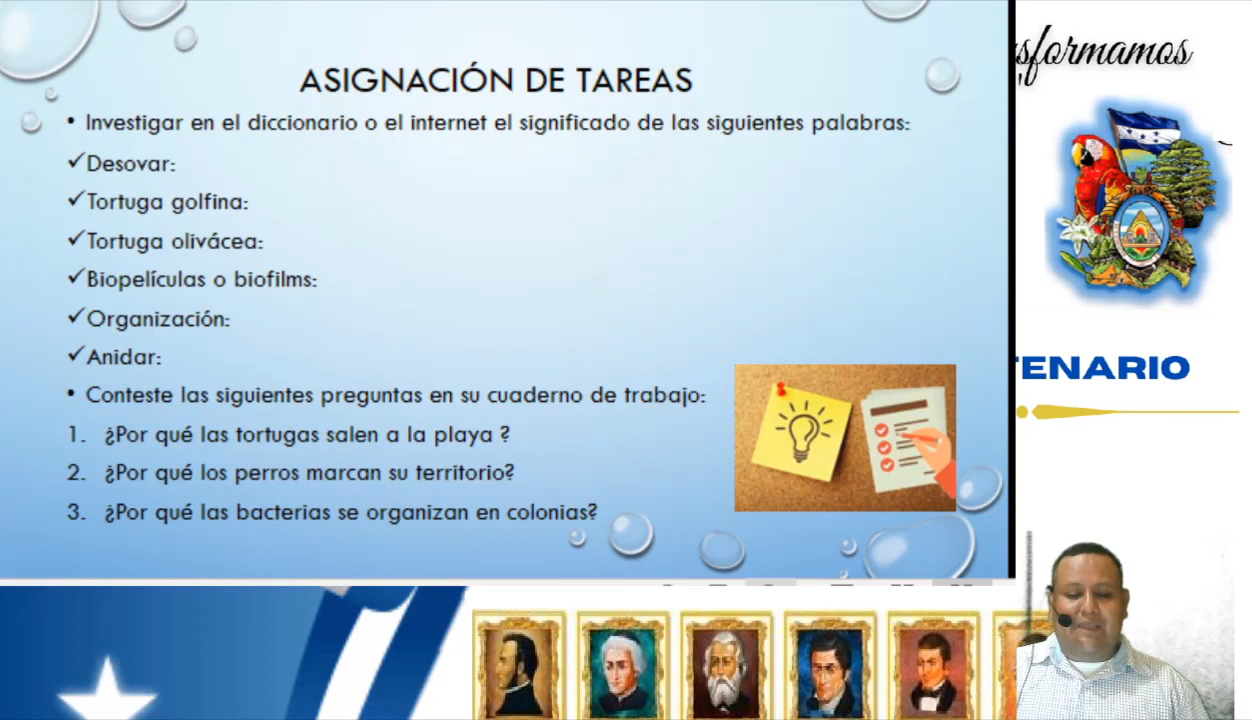 ASIGNACIÓN DE TAREAS
• Investigar en el diccionario o el internet el significado de las siguientes palabras:
✓Desovar:
✓Tortuga golfina:
✓Tortuga olivácea:
✓Biopelículas o biofilms:
✓Organización:
✓Anidar:
• Conteste las siguientes preguntas en su cuaderno de trabajo:
1. ¿Por qué las tortugas salen a la playa ?
2. ¿Por qué los perros marcan su territorio?
3. ¿Por qué las bacterias se organizan en colonias?
sformamos
TENARIO